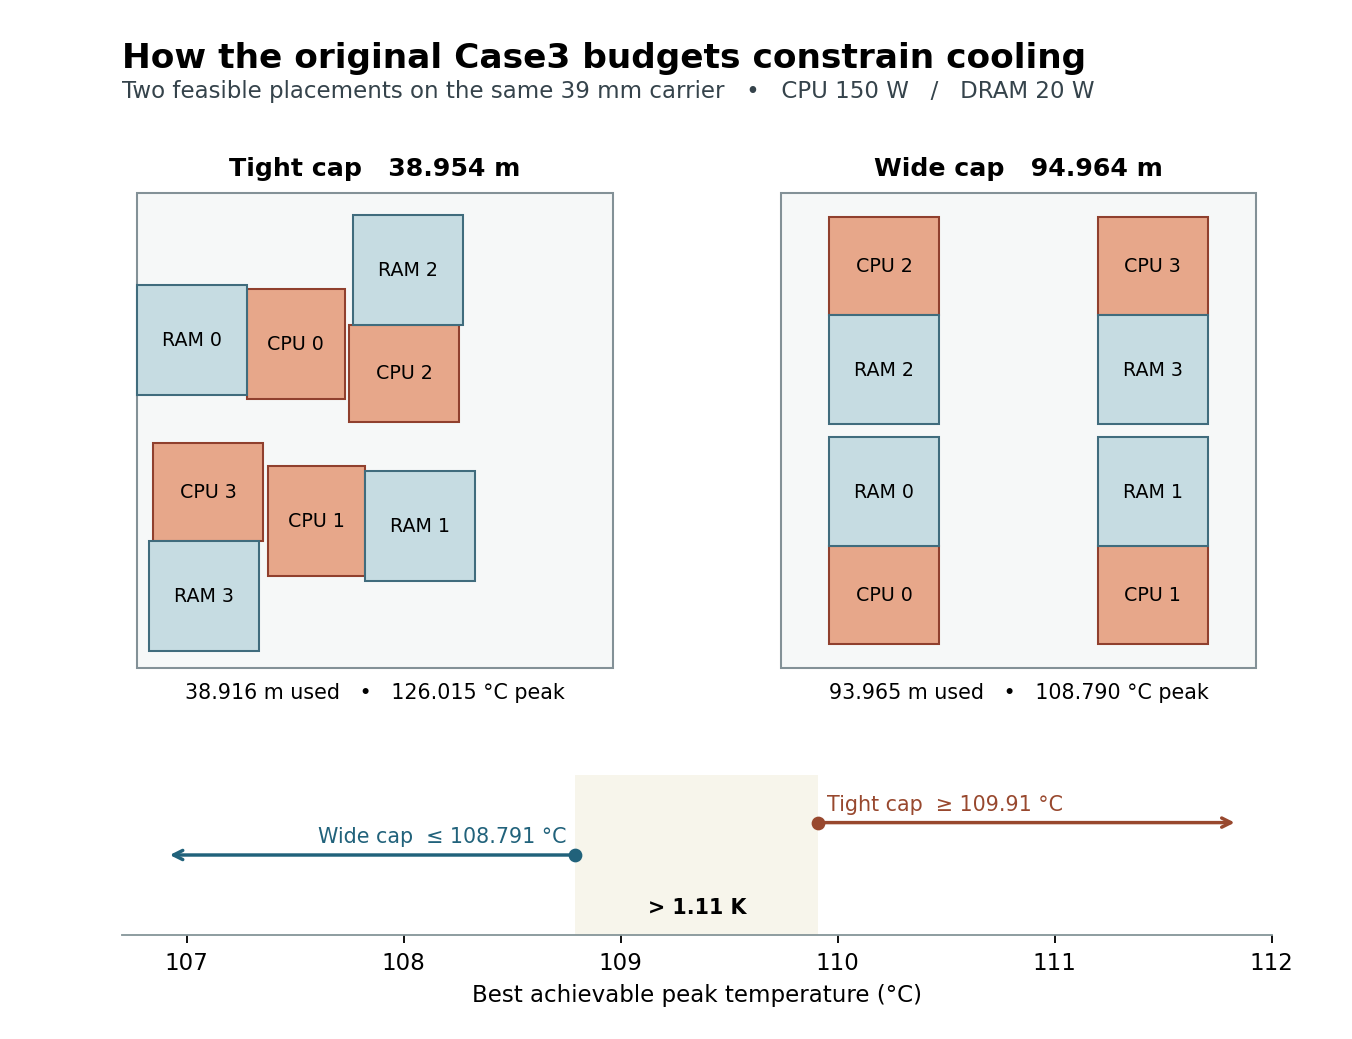 How the original Case3 budgets constrain cooling
Two feasible placements on the same 39 mm carrier • CPU 150 W / DRAM 20 W
Tight cap 38.954 m
RAM 2
RAM 0
CPU 0
CPU 2
CPU 3
CPU 1
RAM 1
RAM 3
38.916 m used • 126.015 °C peak
Wide cap 94.964 m
CPU 2
CPU 3
RAM 2
RAM 3
RAM 0
RAM 1
CPU 0
CPU 1
93.965 m used • 108.790 °C peak
Tight cap ≥ 109.91 °C
Wide cap ≤ 108.791 °C
> 1.11 K
107 108 109 110 111 112
Best achievable peak temperature (°C)